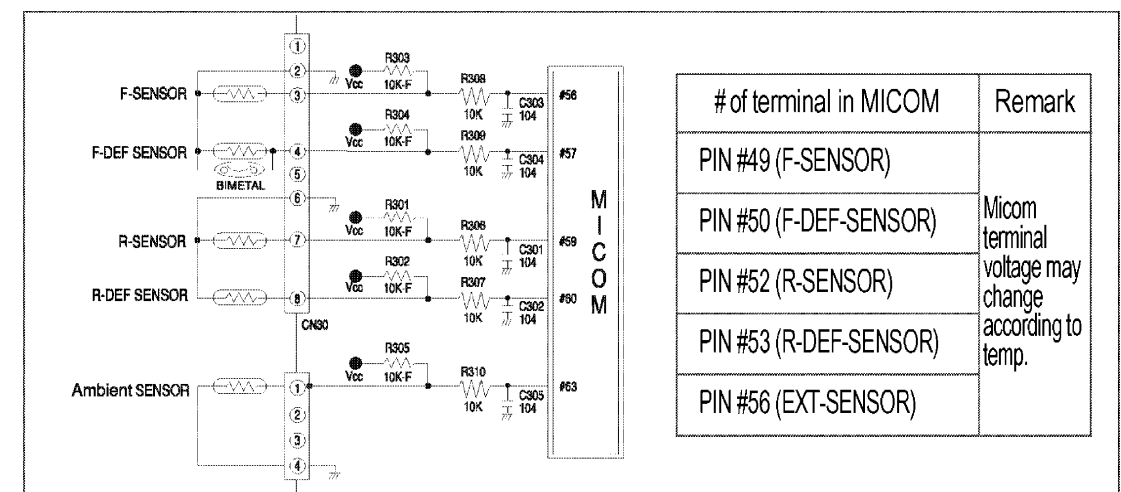 ①
R303
②
F-SENSOR ③ Vcc 10K-F R308 #56
10K C303
104
R304
F-DEF SENSOR ④ Vcc 10K-F R309 #57
10K C304
104
BIMETAL ⑤
⑥
R301
R-SENSOR ⑦ Vcc 10K-F R306 #59
10K C301
104
R302
R-DEF SENSOR ⑧ Vcc 10K-F R307 #60
10K C302
104
CN30
R305
Ambient SENSOR ① Vcc 10K-F R310 #63
10K C305
104
②
③
④
MICOM
# of terminal in MICOM Remark
PIN #49 (F-SENSOR)
PIN #50 (F-DEF-SENSOR)
PIN #52 (R-SENSOR)
PIN #53 (R-DEF-SENSOR)
PIN #56 (EXT-SENSOR)
Micom
terminal
voltage may
change
according to
temp.